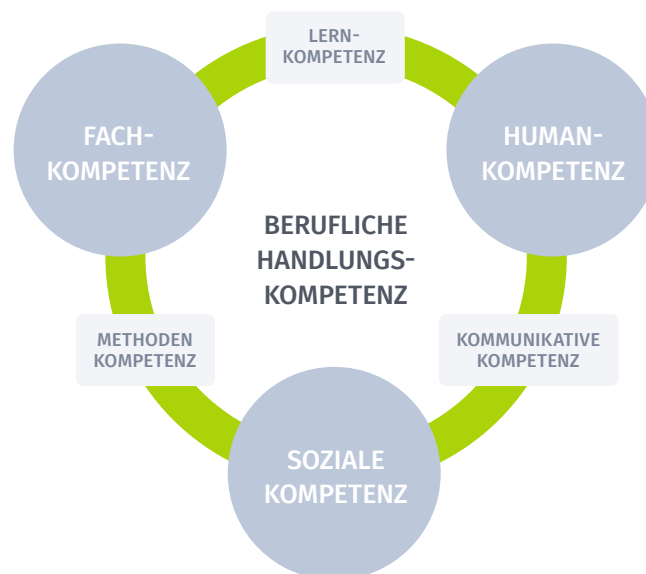 LERN-
KOMPETENZ
FACH-
KOMPETENZ
HUMAN-
KOMPETENZ
BERUFLICHE
HANDLUNGS-
KOMPETENZ
METHODEN
KOMPETENZ
KOMMUNIKATIVE
KOMPETENZ
SOZIALE
KOMPETENZ